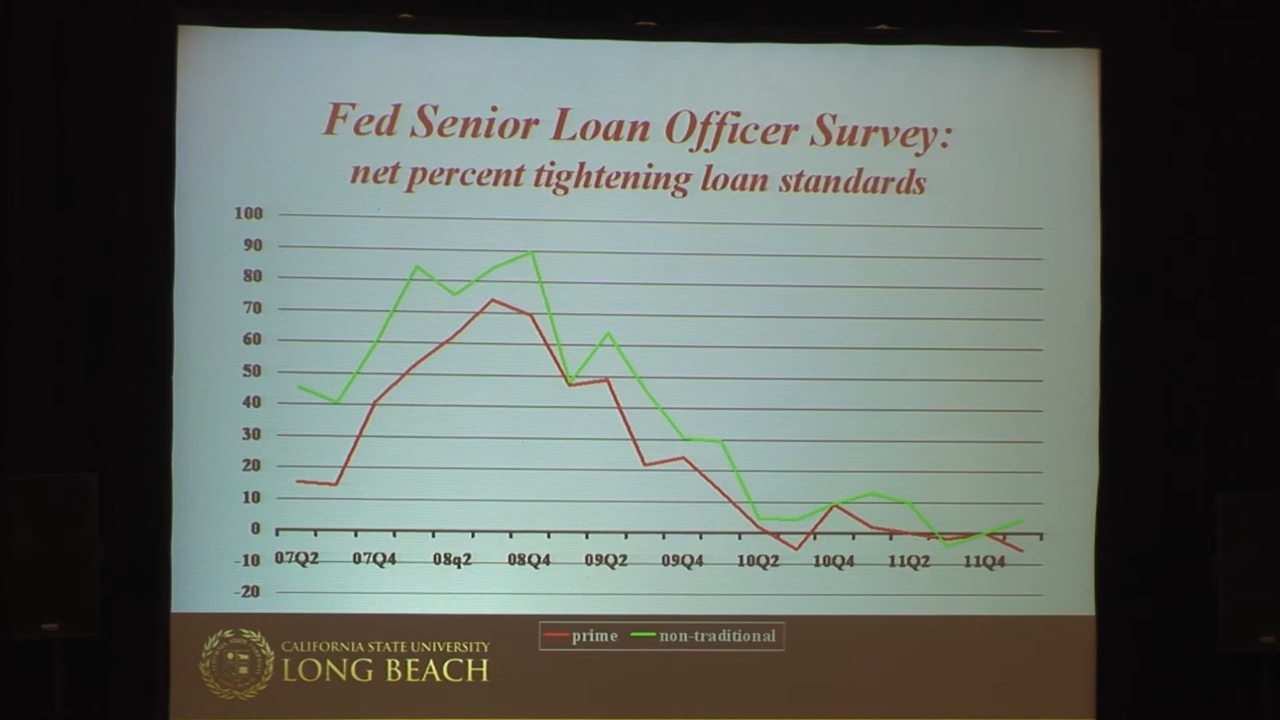 Fed Senior Loan Officer Survey:
net percent tightening loan standards
100
90
80
70
60
50
40
30
20
10
0
-10
-20
07Q2 07Q4 08q2 08Q4 09Q2 09Q4 10Q2 10Q4 11Q2 11Q4
prime non-traditional
CALIFORNIA STATE UNIVERSITY
LONG BEACH